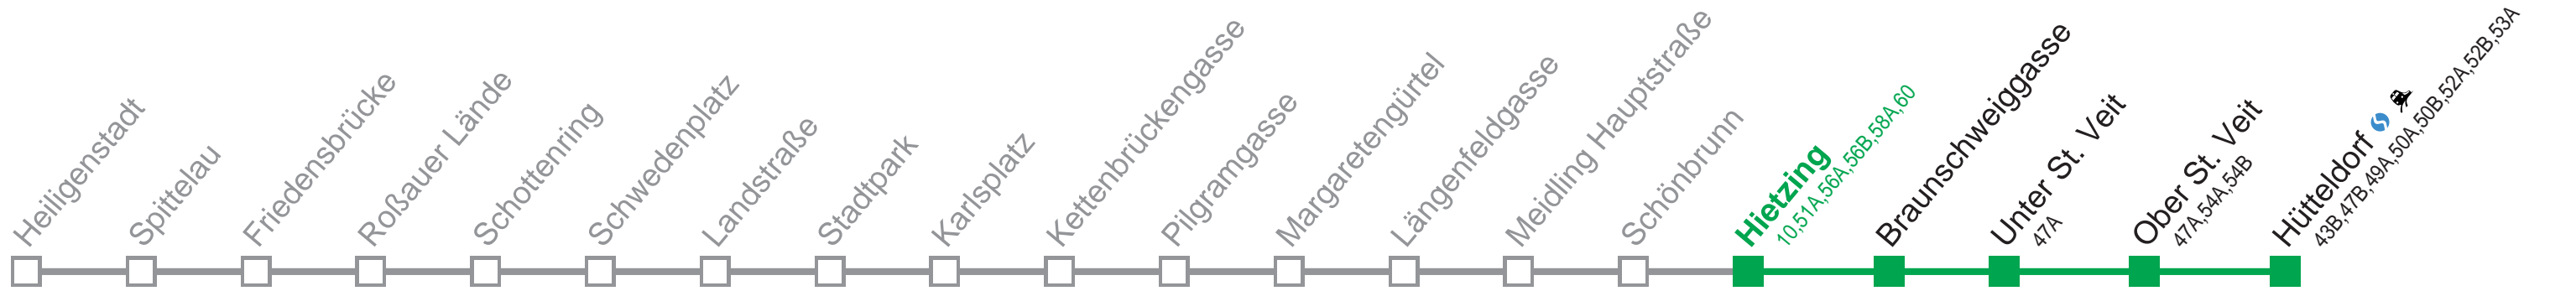 Heiligenstadt
Spittelau
Friedensbrücke
Roßauer Lände
Schottenring
Schwedenplatz
Landstraße
Stadtpark
Karlsplatz
Kettenbrückengasse
Pilgramgasse
Margaretengürtel
Längenfeldgasse
Meidling Hauptstraße
Schönbrunn
Hietzing
10,51A,56A,56B,58A,60
Braunschweiggasse
Unter St. Veit
47A
Ober St. Veit
47A,54A,54B
Hütteldorf
43B,47B,49A,50A,50B,52A,52B,53A